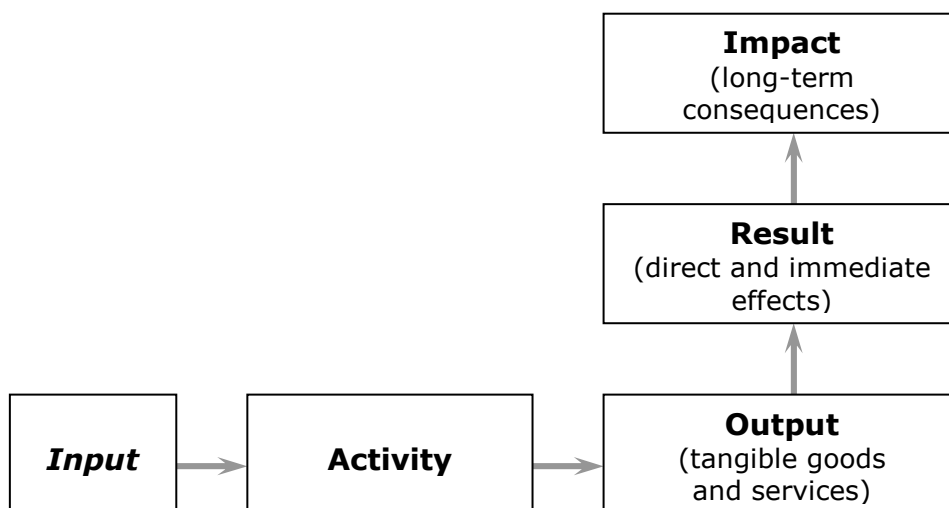 Impact
(long-term
consequences)
Result
(direct and immediate
effects)
Input
Activity
Output
(tangible goods
and services)